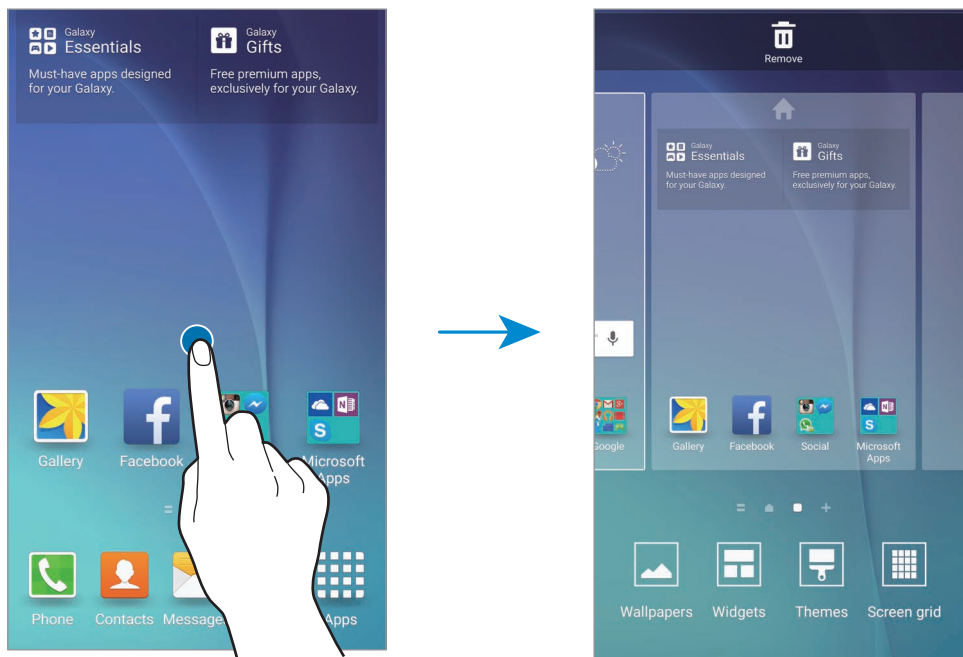 Galaxy
Essentials
Must-have apps designed
for your Galaxy.
Galaxy
Gifts
Free premium apps,
exclusively for your Galaxy.
Gallery
Facebook
Microsoft
Apps
Phone
Contacts
Message
Apps
Remove
Galaxy
Essentials
Must-have apps designed
for your Galaxy.
Galaxy
Gifts
Free premium apps,
exclusively for your Galaxy.
Google
Gallery
Facebook
Social
Microsoft
Apps
Wallpapers
Widgets
Themes
Screen grid